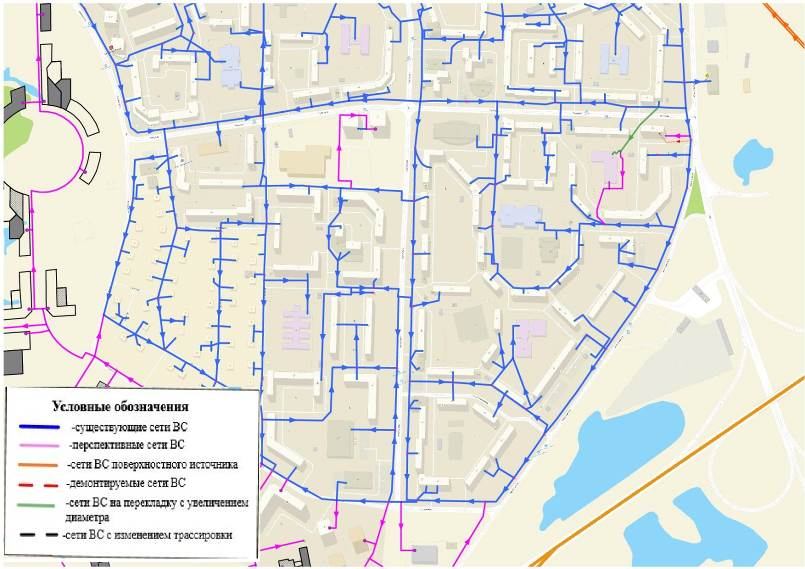 Условные обозначения
-существующие сети ВС
-перспективные сети ВС
-сети ВС поверхностного источника
-демонтируемые сети ВС
-сети ВС на перекладку с увеличением
диаметра
-сети ВС с изменением трассировки